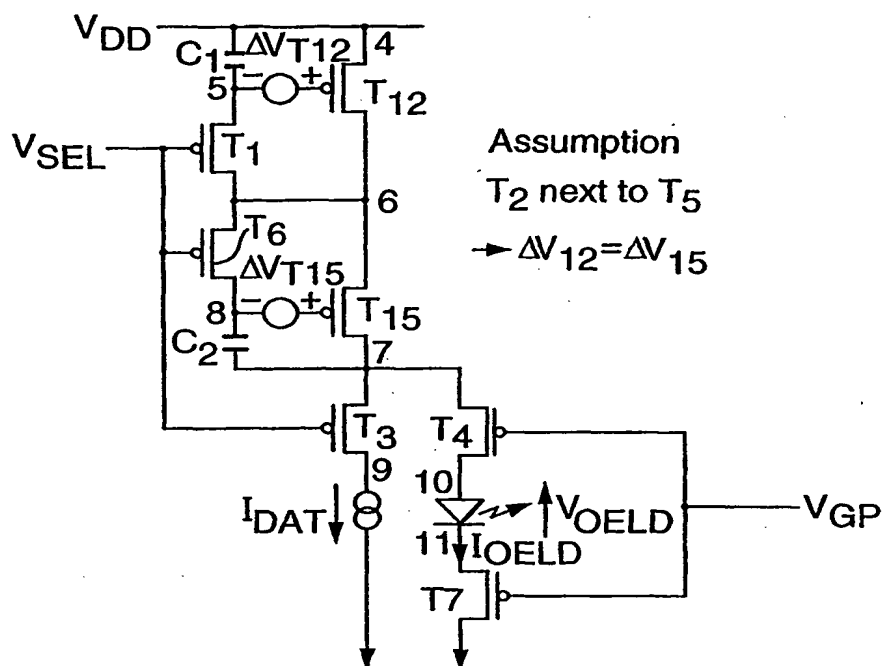 VDD
C1
ΔVT12
4
5
−
+
T12
VSEL
T1
Assumption
T2 next to T5
→ ΔV12=ΔV15
6
T6
ΔVT15
8
−
+
T15
C2
7
T3
T4
9
10
IDAT
VOELD
VGP
11
IOELD
T7